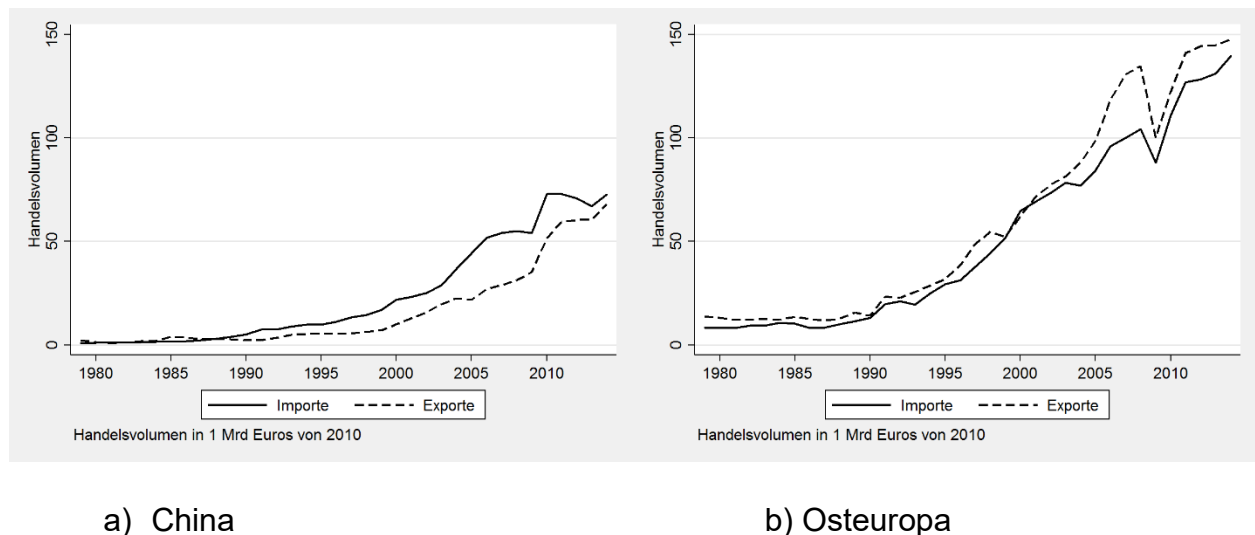 150
100
50
0
Handelsvolumen
1980 1985 1990 1995 2000 2005 2010
Importe Exporte
Handelsvolumen in 1 Mrd Euros von 2010
150
100
50
0
Handelsvolumen
1980 1985 1990 1995 2000 2005 2010
Importe Exporte
Handelsvolumen in 1 Mrd Euros von 2010
a) China
b) Osteuropa